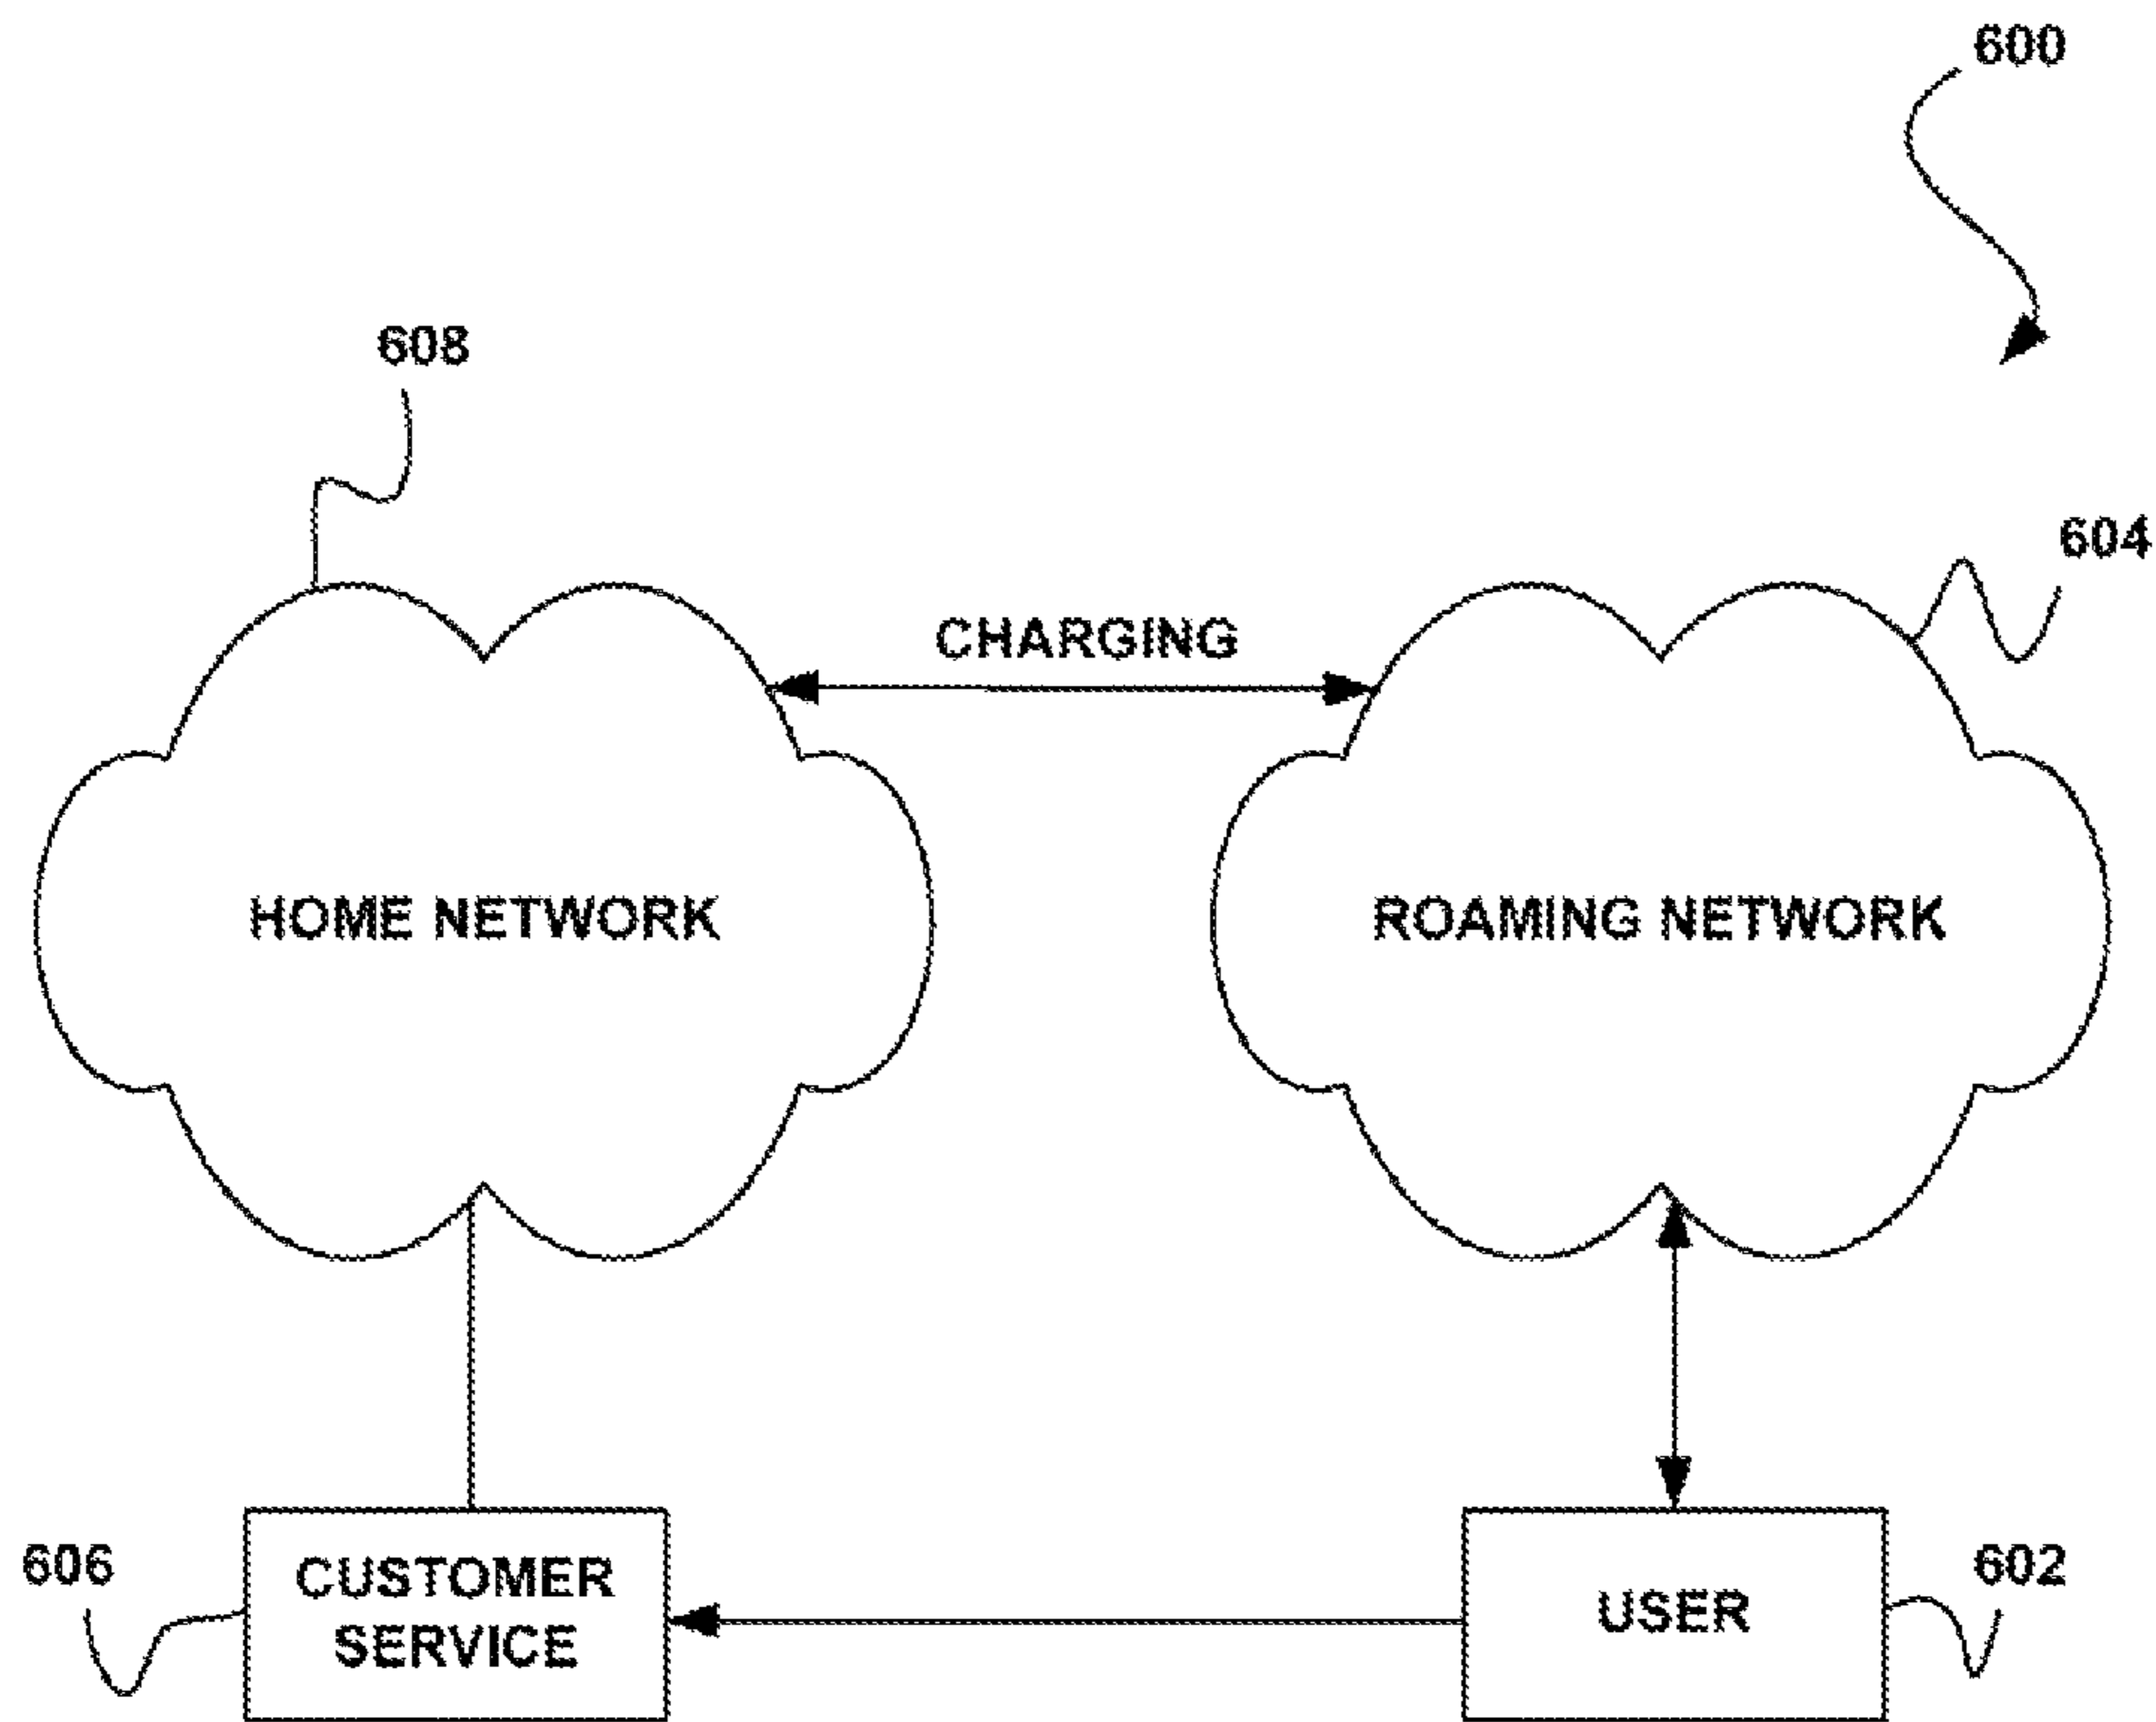 600
608
604
CHARGING
HOME NETWORK
ROAMING NETWORK
606
CUSTOMER
SERVICE
USER
602